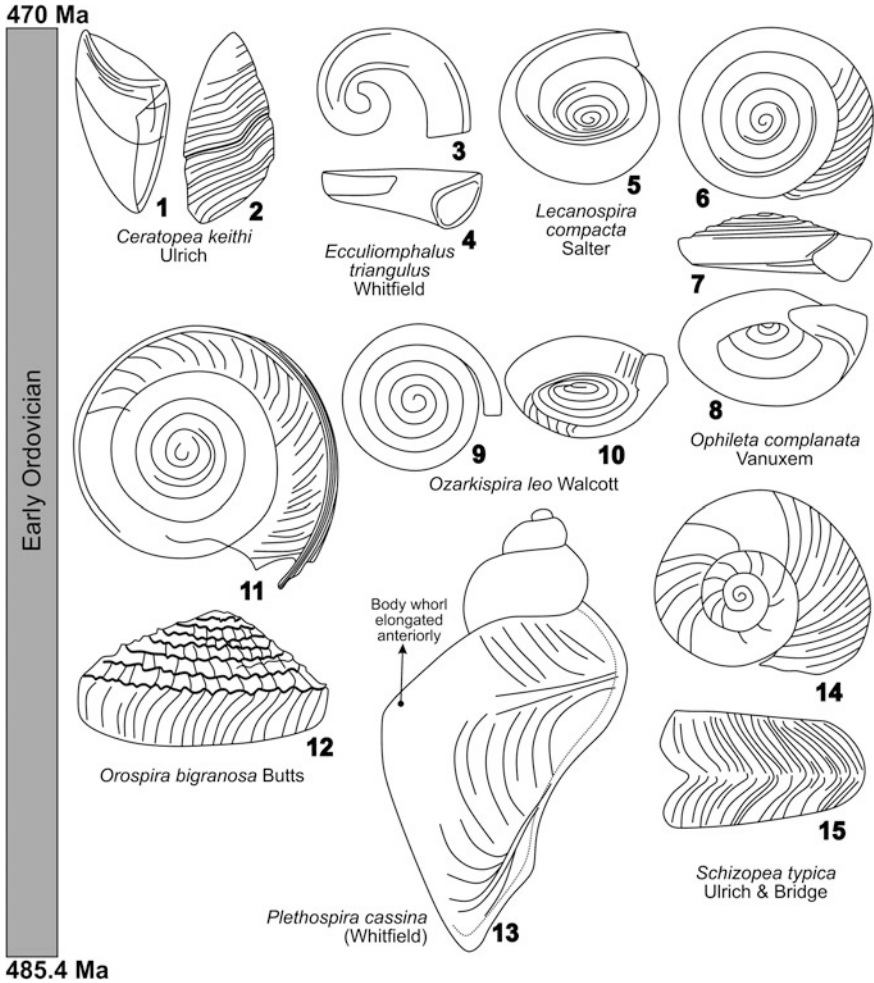 470 Ma
Early Ordovician
485.4 Ma
1
2
Ceratopea keithi
Ulrich
3
4
Ecculiomphalus
triangulus
Whitfield
5
Lecanospira
compacta
Salter
6
7
8
Ophileta complanata
Vanuxem
9
10
Ozarkispira leo Walcott
11
12
Orospira bigranosa Butts
Body whorl
elongated
anteriorly
13
Plethospira cassina
(Whitfield)
14
15
Schizopea typica
Ulrich & Bridge